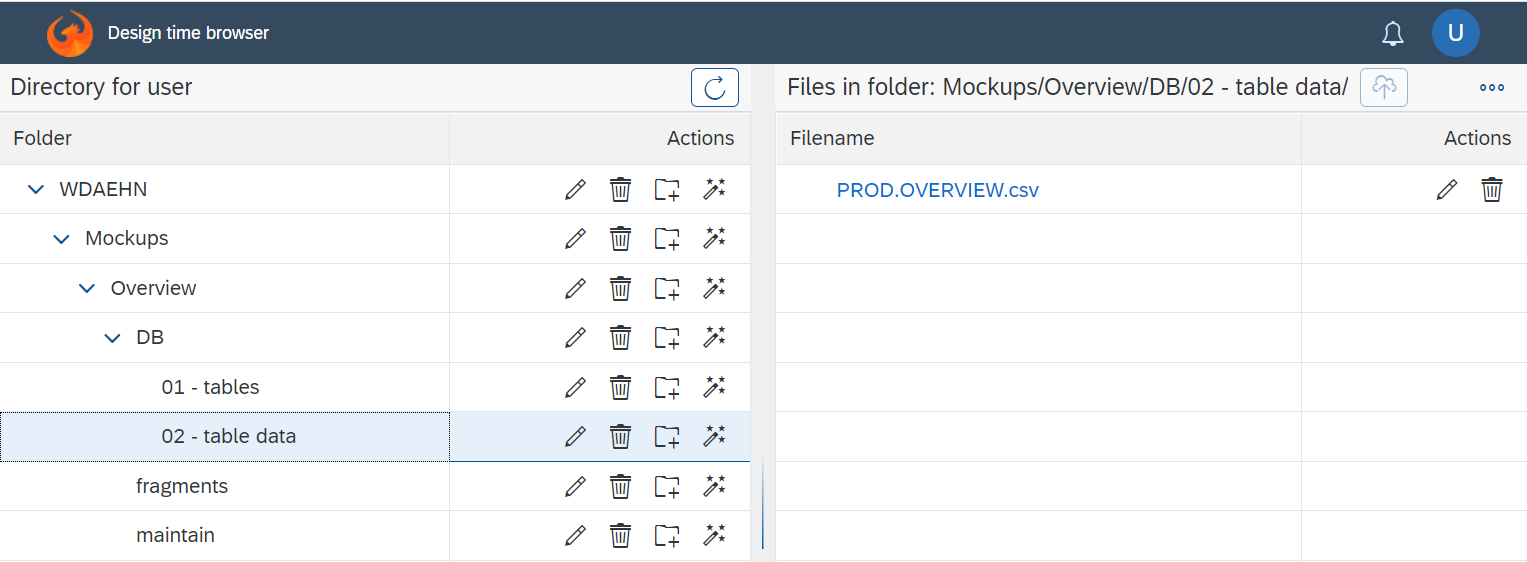 Design time browser
U
Directory for user
Files in folder: Mockups/Overview/DB/02 - table data/
Folder
Actions
Filename
Actions
WDAEHN
PROD.OVERVIEW.csv
Mockups
Overview
DB
01 - tables
02 - table data
fragments
maintain